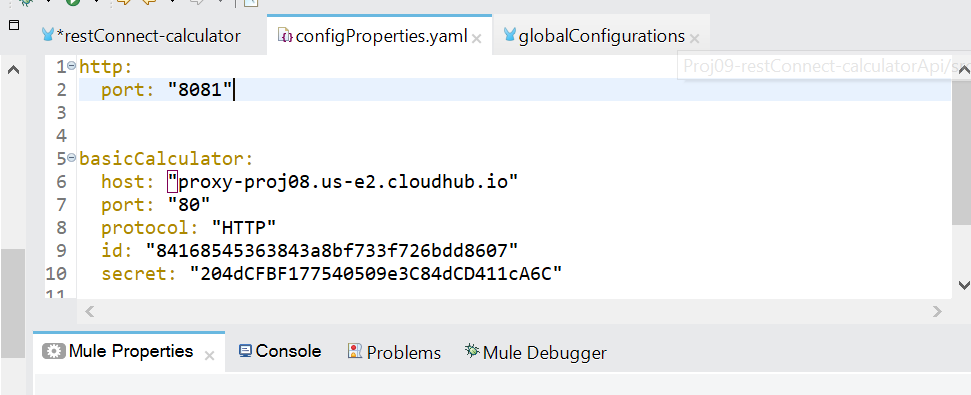 *restConnect-calculator
configProperties.yaml
globalConfigurations
Proj09-restConnect-calculatorApi/src
1 http:
2 port: "8081"
3
4
5 basicCalculator:
6 host: "proxy-proj08.us-e2.cloudhub.io"
7 port: "80"
8 protocol: "HTTP"
9 id: "84168545363843a8bf733f726bdd8607"
10 secret: "204dCFBF177540509e3C84dCD411cA6C"
11
Mule Properties
Console
Problems
Mule Debugger